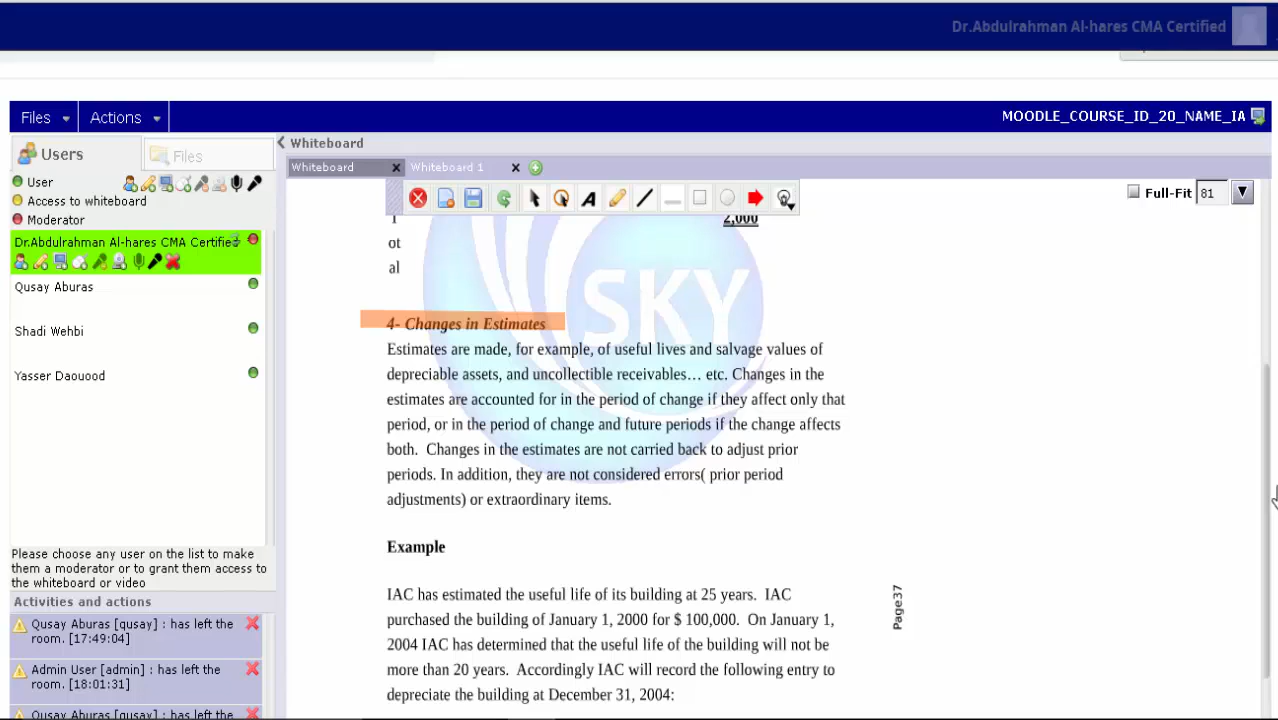 Dr.Abdulrahman Al-hares CMA Certified
Files
Actions
MOODLE_COURSE_ID_20_NAME_IA
Users
Files
Whiteboard
Whiteboard
Whiteboard 1
User
Access to whiteboard
Moderator
Full-Fit
81
Dr.Abdulrahman Al-hares CMA Certified
Qusay Aburas
Shadi Wehbi
Yasser Daouood
2,000
ot
al
SKY
4- Changes in Estimates
Estimates are made, for example, of useful lives and salvage values of
depreciable assets, and uncollectible receivables… etc. Changes in the
estimates are accounted for in the period of change if they affect only that
period, or in the period of change and future periods if the change affects
both.  Changes in the estimates are not carried back to adjust prior
periods. In addition, they are not considered errors( prior period
adjustments) or extraordinary items.
Example
IAC has estimated the useful life of its building at 25 years.  IAC
purchased the building of January 1, 2000 for $ 100,000.  On January 1,
2004 IAC has determined that the useful life of the building will not be
more than 20 years.  Accordingly IAC will record the following entry to
depreciate the building at December 31, 2004:
Page37
Please choose any user on the list to make
them a moderator or to grant them access to
the whiteboard or video
Activities and actions
Qusay Aburas [qusay] : has left the
room. [17:49:04]
Admin User [admin] : has left the
room. [18:01:31]
Qusay Aburas [qusay] : has left the